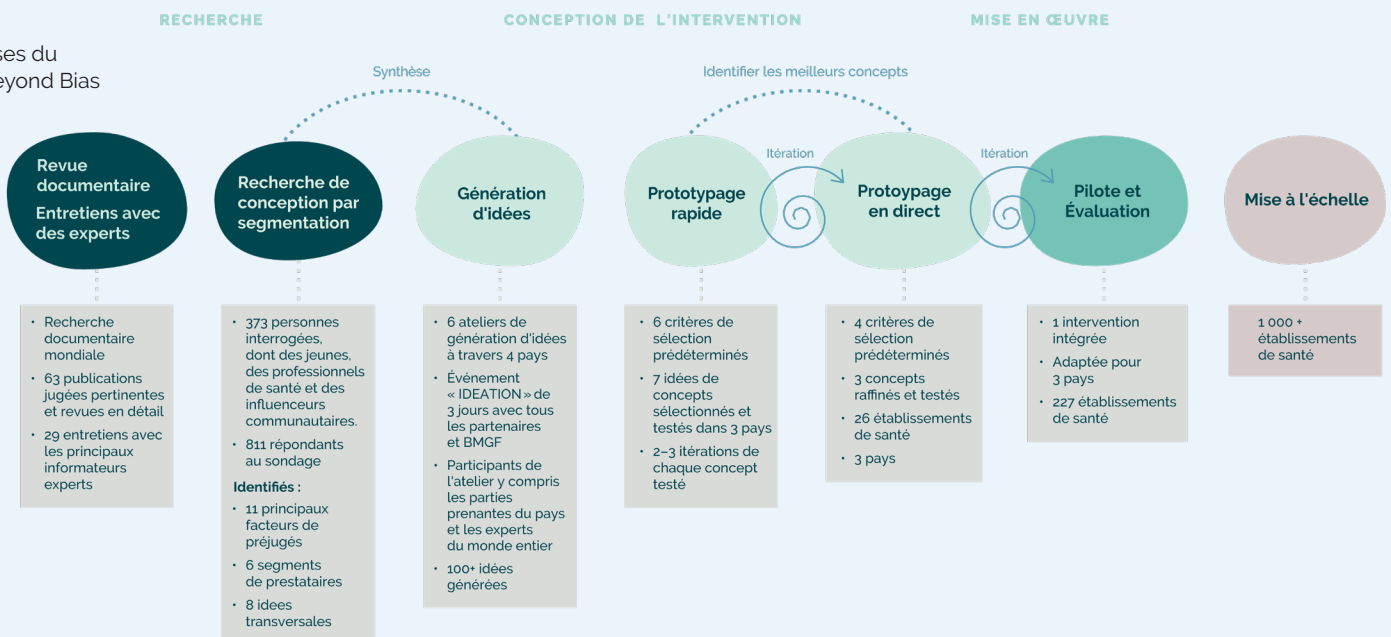 RECHERCHE
CONCEPTION DE L'INTERVENTION
MISE EN ŒUVRE
ses du
eyond Bias
Synthèse
Identifier les meilleurs concepts
Revue
documentaire
Entretiens avec
des experts
Recherche de
conception par
segmentation
Génération
d'idées
Prototypage
rapide
Itération
Protoypage
en direct
Itération
Pilote et
Évaluation
Mise à l'échelle
• Recherche
documentaire
mondiale
• 63 publications
jugées pertinentes
et revues en détail
• 29 entretiens avec
les principaux
informateurs
experts
• 373 personnes
interrogées,
dont des jeunes,
des professionnels
de santé et des
influenceurs
communautaires.
• 811 répondants
au sondage
Identifiés :
• 11 principaux
facteurs de
préjugés
• 6 segments
de prestataires
• 8 idees
transversales
• 6 ateliers de
génération d'idées
à travers 4 pays
• Événement
« IDEATION » de
3 jours avec tous
les partenaires
et BMGF
• Participants de
l'atelier y compris
les parties
prenantes du pays
et les experts
du monde entier
• 100+ idées
générées
• 6 critères de
sélection
prédéterminés
• 7 idées de
concepts
sélectionnés et
testés dans 3 pays
• 2–3 itérations de
chaque concept
testé
• 4 critères de
sélection
prédéterminés
• 3 concepts
raffinés et testés
• 26 établissements
de santé
• 3 pays
• 1 intervention
intégrée
• Adaptée pour
3 pays
• 227 établissements
de santé
1 000 +
établissements
de santé